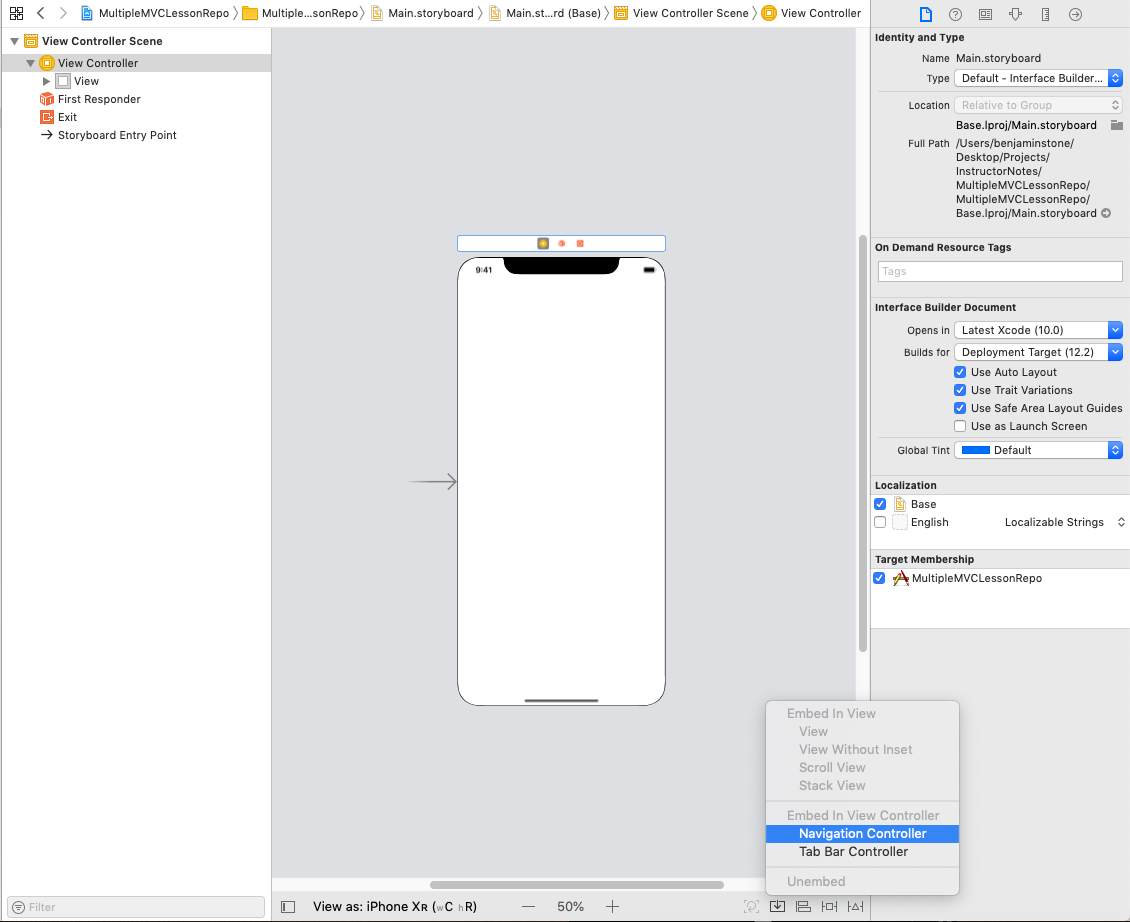 MultipleMVCLessonRepo
Multiple...sonRepo
Main.storyboard
Main.st...rd (Base)
View Controller Scene
View Controller
View Controller Scene
View Controller
View
First Responder
Exit
Storyboard Entry Point
Filter
9:41
View as: iPhone XR (wC hR)
50%
Embed In View
View
View Without Inset
Scroll View
Stack View
Embed In View Controller
Navigation Controller
Tab Bar Controller
Unembed
Identity and Type
Name Main.storyboard
Type Default - Interface Builder...
Location Relative to Group
Base.lproj/Main.storyboard
Full Path /Users/benjaminstone/
Desktop/Projects/
InstructorNotes/
MultipleMVCLessonRepo/
MultipleMVCLessonRepo/
Base.lproj/Main.storyboard
On Demand Resource Tags
Tags
Interface Builder Document
Opens in Latest Xcode (10.0)
Builds for Deployment Target (12.2)
Use Auto Layout
Use Trait Variations
Use Safe Area Layout Guides
Use as Launch Screen
Global Tint Default
Localization
Base
English Localizable Strings
Target Membership
MultipleMVCLessonRepo